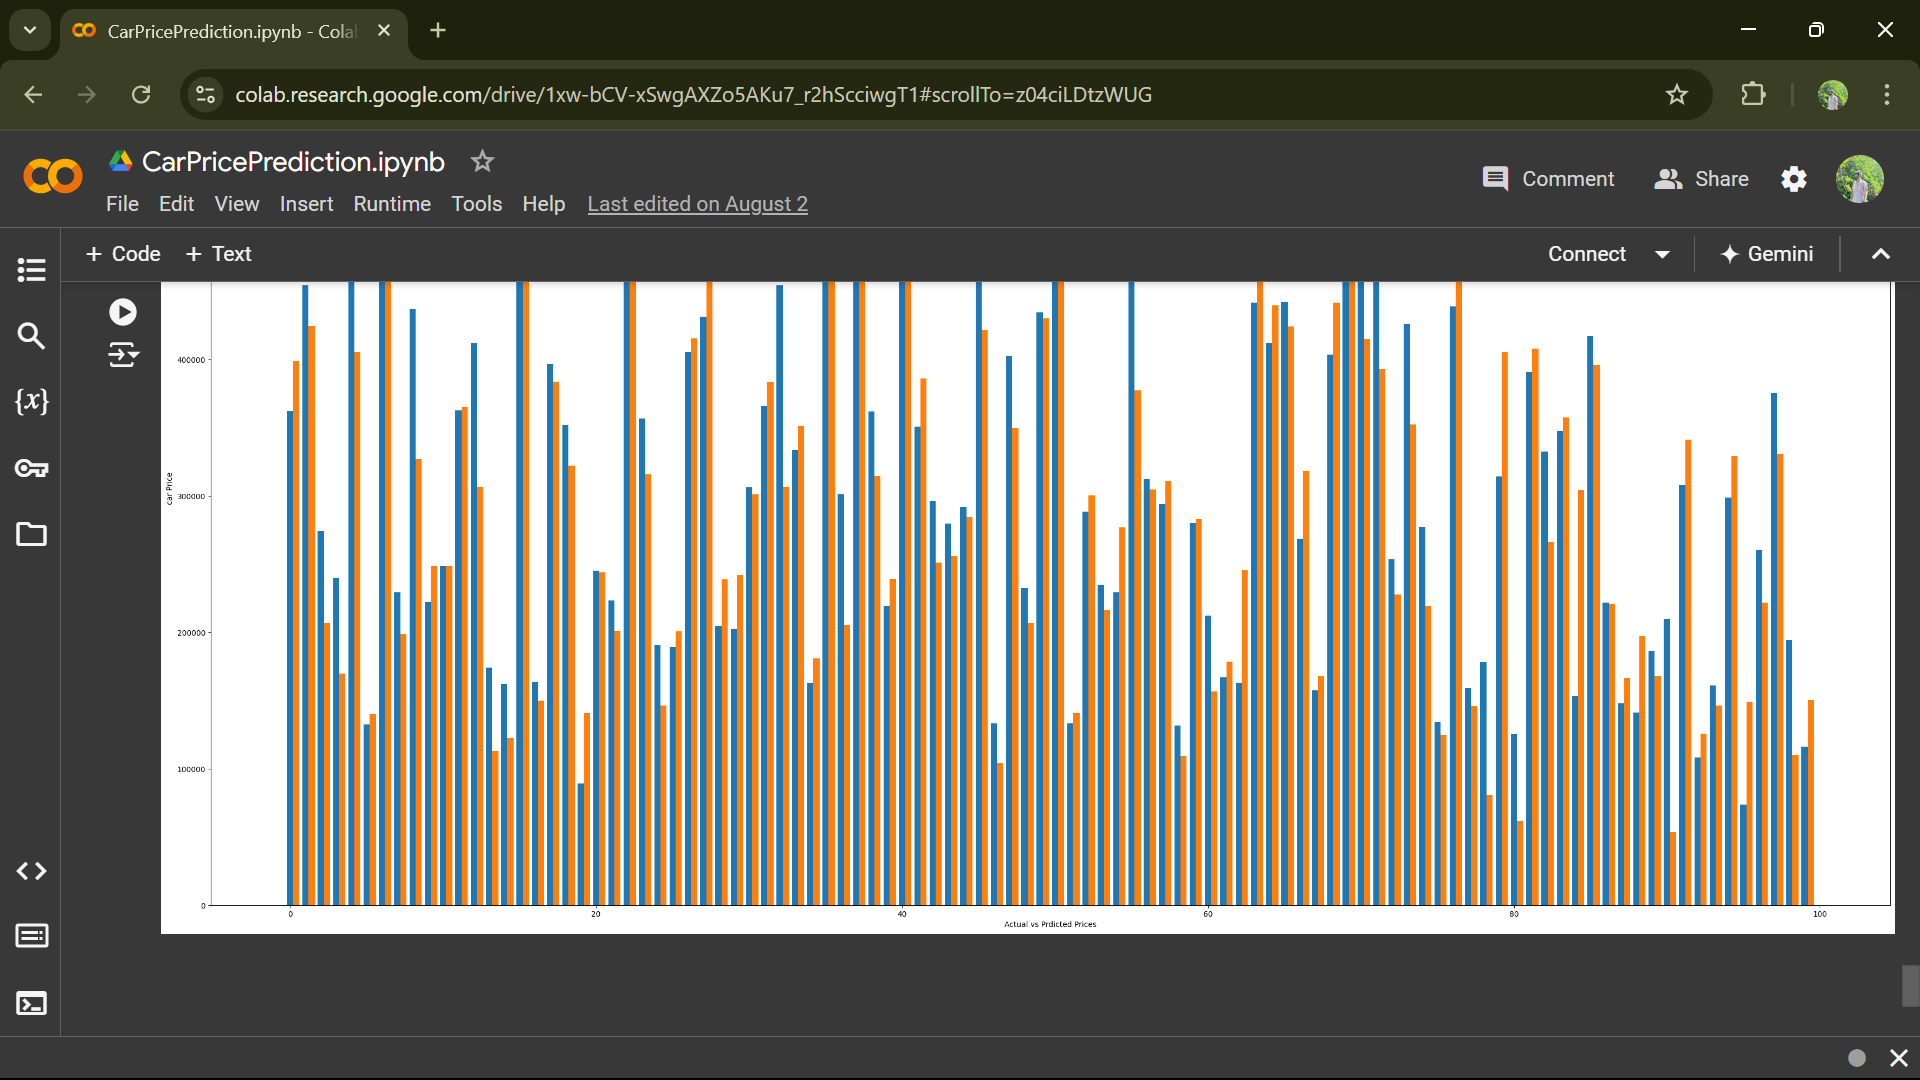 CarPricePrediction.ipynb - Cola
colab.research.google.com/drive/1xw-bCV-xSwgAXZo5AKu7_r2hScciwgT1#scrollTo=z04ciLDtzWUG
CarPricePrediction.ipynb
Comment
Share
File Edit View Insert Runtime Tools Help Last edited on August 2
+ Code + Text
Connect
Gemini
{x}
400000
300000
200000
100000
0
car Price
0 20 40 60 80 100
Actual vs Prdicted Prices